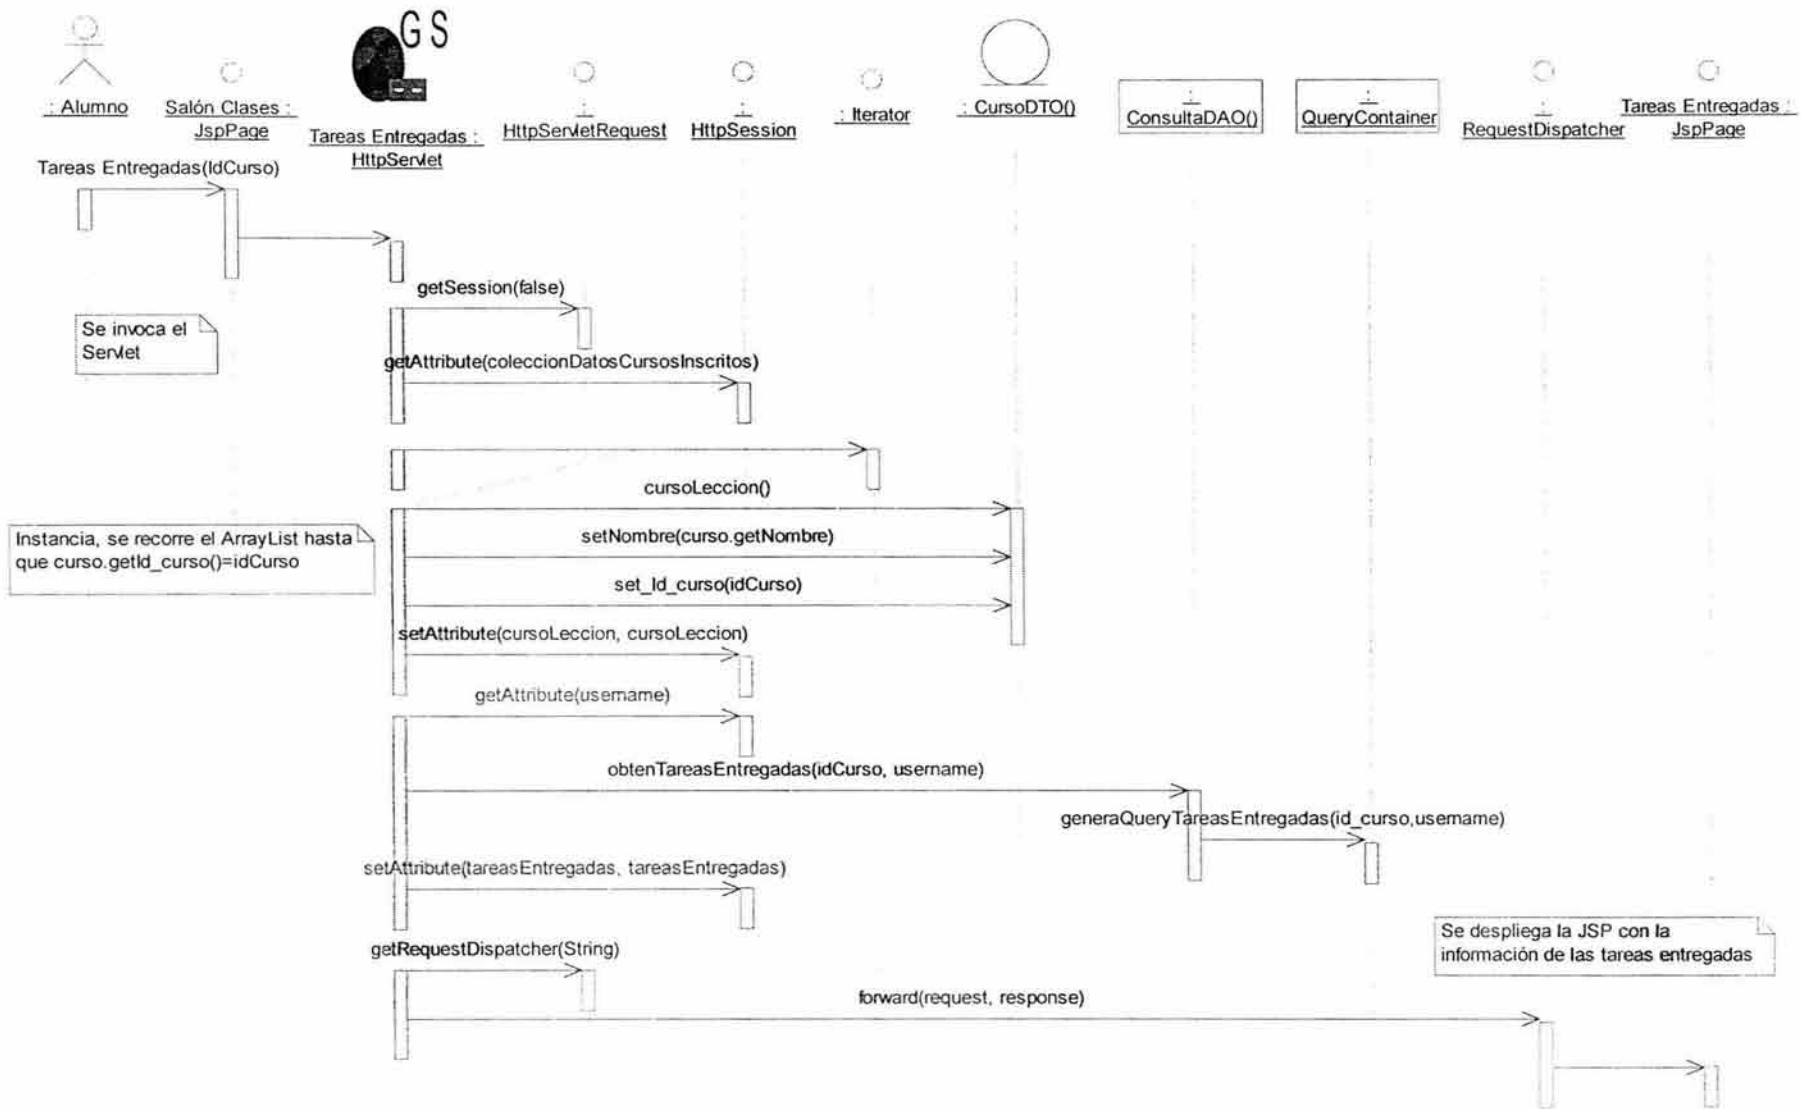 GS
: Alumno
Salón Clases :
JspPage
Tareas Entregadas :
HttpServlet
:
HttpServletRequest
:
HttpSession
: Iterator
: CursoDTO()
:
ConsultaDAO()
:
QueryContainer
:
RequestDispatcher
Tareas Entregadas :
JspPage
Tareas Entregadas(IdCurso)
getSession(false)
Se invoca el
Servlet
getAttribute(coleccionDatosCursosInscritos)
cursoLeccion()
Instancia, se recorre el ArrayList hasta
que curso.getId_curso()=idCurso
setNombre(curso.getNombre)
set_Id_curso(idCurso)
setAttribute(cursoLeccion, cursoLeccion)
getAttribute(username)
obtenTareasEntregadas(idCurso, username)
generaQueryTareasEntregadas(id_curso,username)
setAttribute(tareasEntregadas, tareasEntregadas)
Se despliega la JSP con la
información de las tareas entregadas
getRequestDispatcher(String)
forward(request, response)